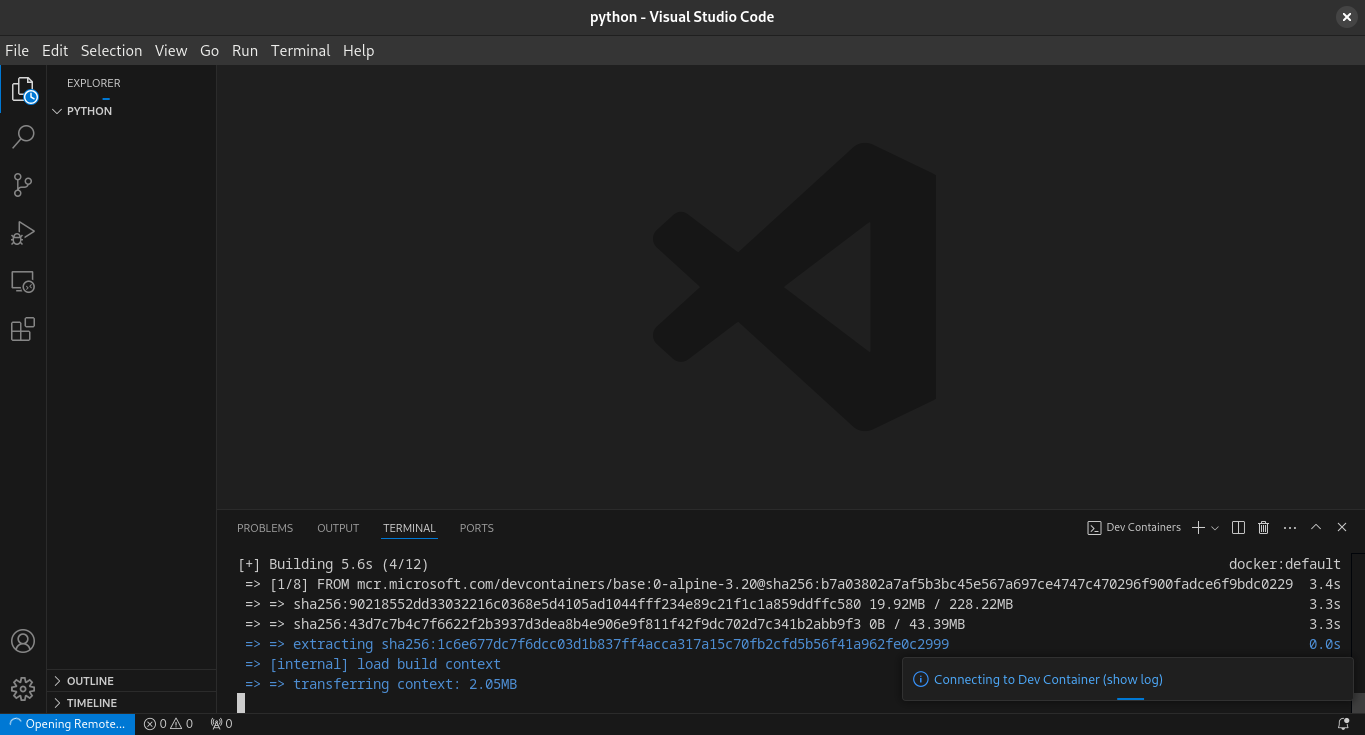 python - Visual Studio Code
File Edit Selection View Go Run Terminal Help
EXPLORER
PYTHON
OUTLINE
TIMELINE
PROBLEMS OUTPUT TERMINAL PORTS
Dev Containers
[+] Building 5.6s (4/12) docker:default
=> [1/8] FROM mcr.microsoft.com/devcontainers/base:0-alpine-3.20@sha256:b7a03802a7af5b3bc45e567a697ce4747c470296f900fadce6f9bdc0229 3.4s
=> => sha256:90218552dd33032216c0368e5d4105ad1044fff234e89c21f1c1a859ddffc580 19.92MB / 228.22MB 3.3s
=> => sha256:43d7c7b4c7f6622f2b3937d3dea8b4e906e9f811f42f9dc702d7c341b2abb9f3 0B / 43.39MB 3.3s
=> => extracting sha256:1c6e677dc7f6dcc03d1b837ff4acca317a15c70fb2cfd5b56f41a962fe0c2999 0.0s
=> [internal] load build context
=> => transferring context: 2.05MB
Connecting to Dev Container (show log)
Opening Remote... 0 0 0